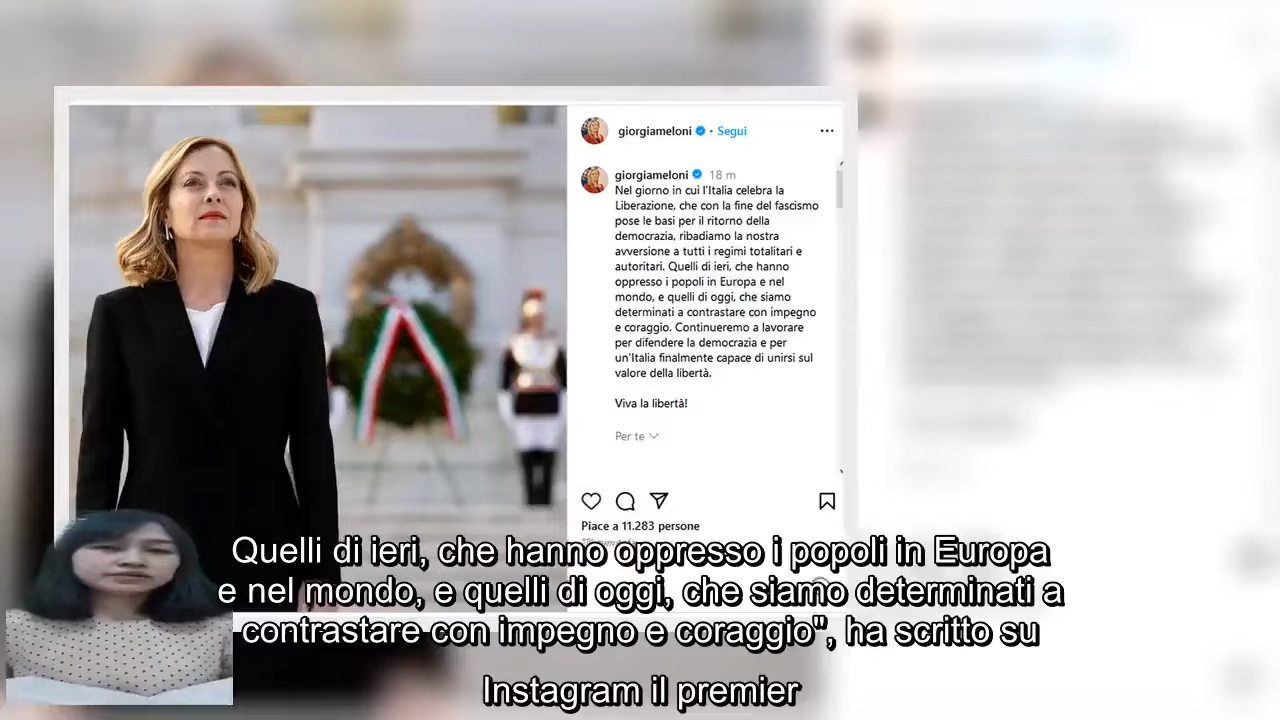 giorgiameloni • Segui
giorgiameloni 18 m
Nel giorno in cui l'Italia celebra la
Liberazione, che con la fine del fascismo
pose le basi per il ritorno della
democrazia, ribadiamo la nostra
avversione a tutti i regimi totalitari e
autoritari. Quelli di ieri, che hanno
oppresso i popoli in Europa e nel
mondo, e quelli di oggi, che siamo
determinati a contrastare con impegno
e coraggio. Continueremo a lavorare
per difendere la democrazia e per
un'Italia finalmente capace di unirsi sul
valore della libertà.
Viva la libertà!
Per te
Piace a 11.283 persone
Quelli di ieri, che hanno oppresso i popoli in Europa
e nel mondo, e quelli di oggi, che siamo determinati a
contrastare con impegno e coraggio", ha scritto su
Instagram il premier